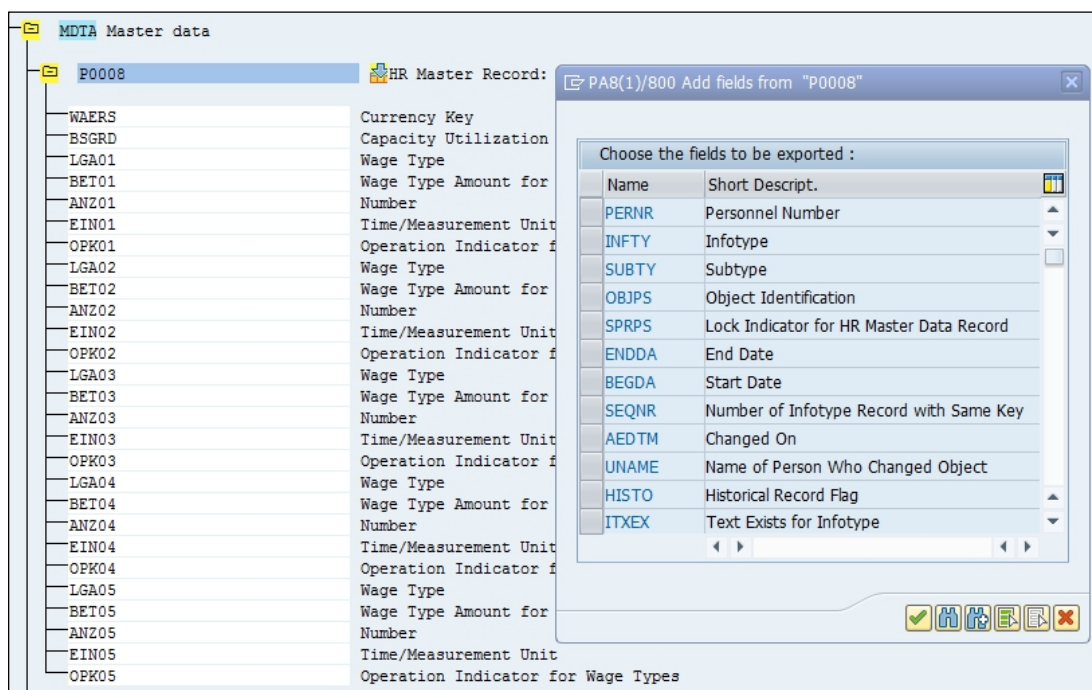 MDTA Master data
P0008 HR Master Record:
WAERS Currency Key
BSGRD Capacity Utilization
LGA01 Wage Type
BET01 Wage Type Amount for
ANZ01 Number
EIN01 Time/Measurement Unit
OPK01 Operation Indicator f
LGA02 Wage Type
BET02 Wage Type Amount for
ANZ02 Number
EIN02 Time/Measurement Unit
OPK02 Operation Indicator f
LGA03 Wage Type
BET03 Wage Type Amount for
ANZ03 Number
EIN03 Time/Measurement Unit
OPK03 Operation Indicator f
LGA04 Wage Type
BET04 Wage Type Amount for
ANZ04 Number
EIN04 Time/Measurement Unit
OPK04 Operation Indicator f
LGA05 Wage Type
BET05 Wage Type Amount for
ANZ05 Number
EIN05 Time/Measurement Unit
OPK05 Operation Indicator for Wage Types
PA8(1)/800 Add fields from "P0008"
Choose the fields to be exported :
Name Short Descript.
PERNR Personnel Number
INFTY Infotype
SUBTY Subtype
OBJPS Object Identification
SPRPS Lock Indicator for HR Master Data Record
ENDDA End Date
BEGDA Start Date
SEQNR Number of Infotype Record with Same Key
AEDTM Changed On
UNAME Name of Person Who Changed Object
HISTO Historical Record Flag
ITXEX Text Exists for Infotype